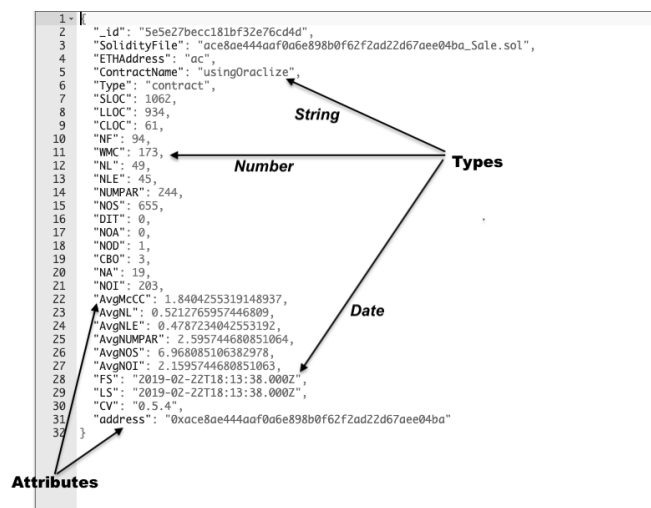 1 {
2 "_id": "5e5e27becc181bf32e76cd4d",
3 "SolidityFile": "ace8ae444aaf0a6e898b0f62f2ad22d67aee04ba_Sale.sol",
4 "ETHAddress": "ac",
5 "ContractName": "usingOraclize",
6 "Type": "contract",
7 "SLOC": 1062,
8 "LLOC": 934,
String
9 "CLOC": 61,
10 "NF": 94,
11 "WMC": 173,
Number
Types
12 "NL": 49,
13 "NLE": 45,
14 "NUMPAR": 244,
15 "NOS": 655,
16 "DIT": 0,
17 "NOA": 0,
18 "NOD": 1,
19 "CBO": 3,
20 "NA": 19,
21 "NOI": 203,
22 "AvgMcCC": 1.8404255319148937,
23 "AvgNL": 0.5212765957446809,
Date
24 "AvgNLE": 0.4787234042553192,
25 "AvgNUMPAR": 2.595744680851064,
26 "AvgNOS": 6.968085106382978,
27 "AvgNOI": 2.1595744680851063,
28 "FS": "2019-02-22T18:13:38.000Z",
29 "LS": "2019-02-22T18:13:38.000Z",
30 "CV": "0.5.4",
31 "address": "0xace8ae444aaf0a6e898b0f62f2ad22d67aee04ba"
32 }
Attributes